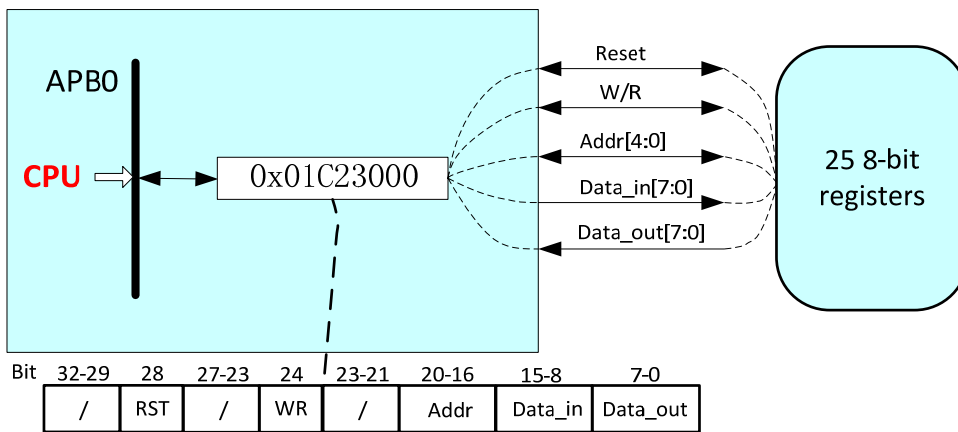 APB0
CPU
0x01C23000
Reset
W/R
Addr[4:0]
Data_in[7:0]
Data_out[7:0]
25 8-bit
registers
Bit 32-29 28 27-23 24 23-21 20-16 15-8 7-0
/ RST / WR / Addr Data_in Data_out